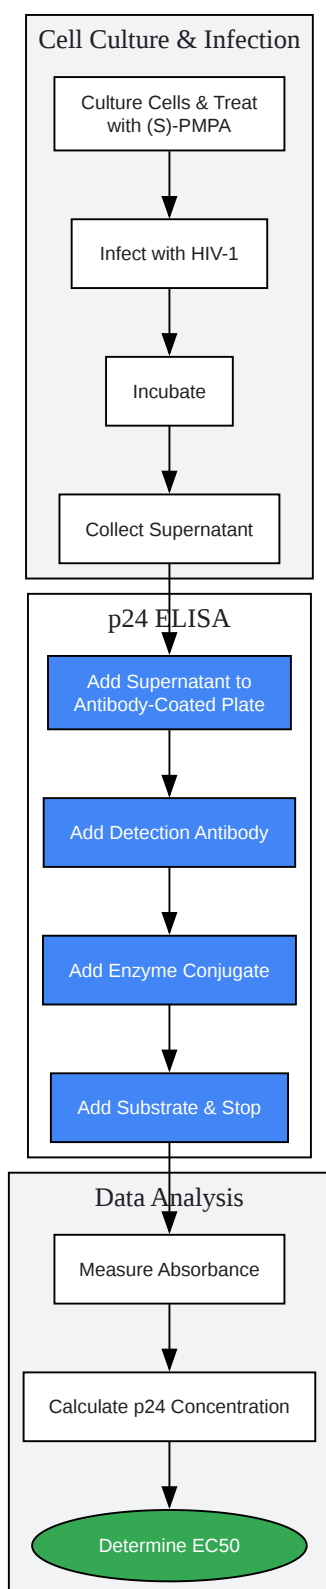 Cell Culture & Infection
Culture Cells & Treat
with (S)-PMPA
Infect with HIV-1
Incubate
Collect Supernatant
p24 ELISA
Add Supernatant to
Antibody-Coated Plate
Add Detection Antibody
Add Enzyme Conjugate
Add Substrate & Stop
Data Analysis
Measure Absorbance
Calculate p24 Concentration
Determine EC50